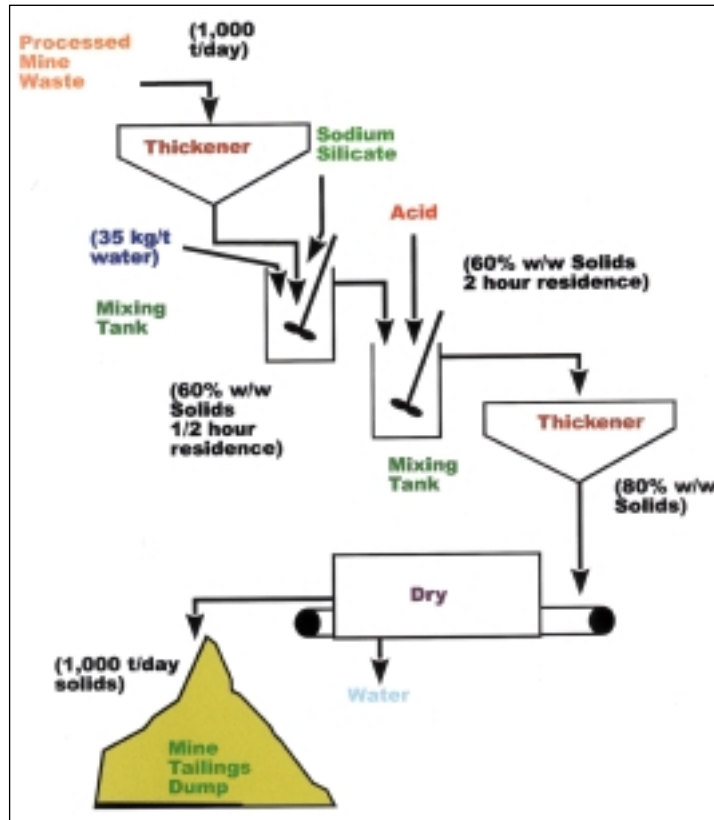 Processed
Mine
Waste
(1,000
t/day)
Thickener
Sodium
Silicate
Acid
(35 kg/t
water)
Mixing
Tank
(60% w/w Solids
2 hour residence)
(60% w/w
Solids
1/2 hour
residence)
Mixing
Tank
Thickener
(80% w/w
Solids)
Dry
(1,000 t/day
solids)
Water
Mine
Tailings
Dump